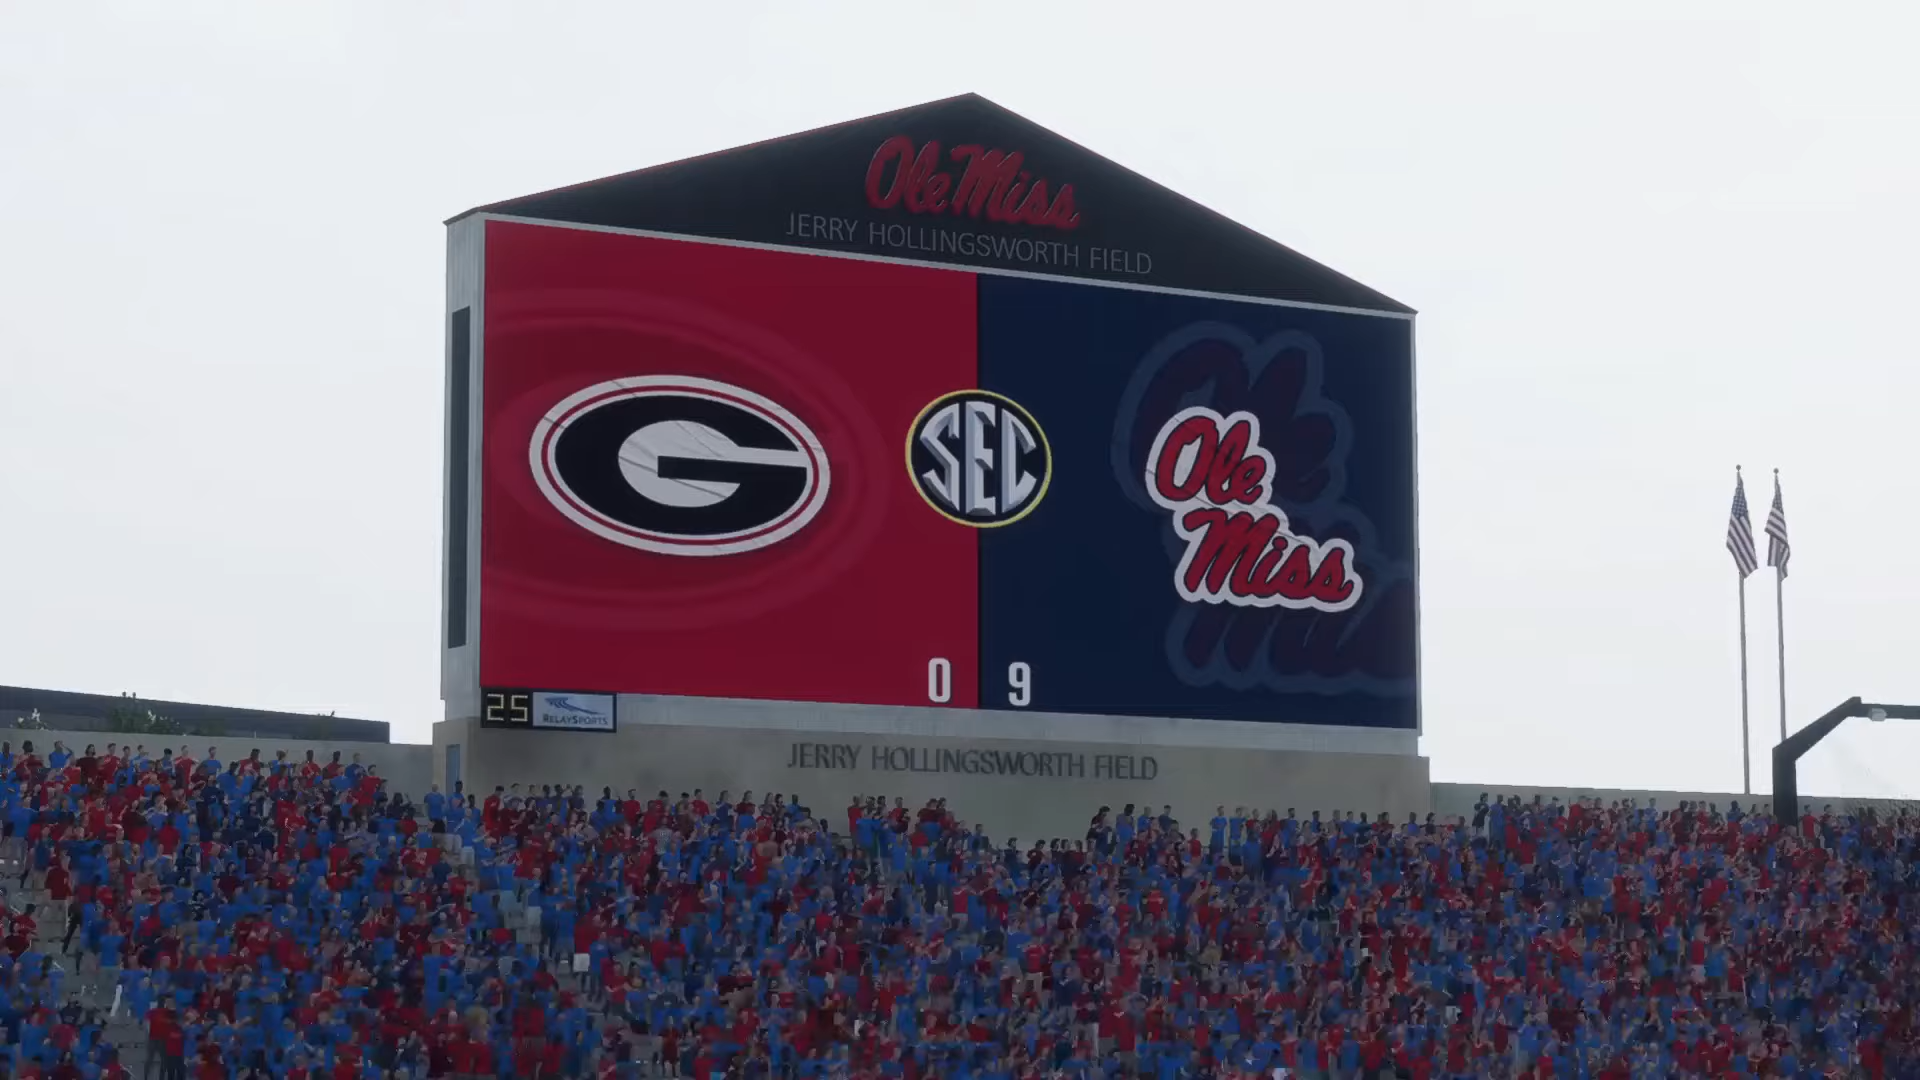 Ole Miss
JERRY HOLLINGSWORTH FIELD
G
SEC
Ole
Miss
0 9
25
RELAYSPORTS
JERRY HOLLINGSWORTH FIELD